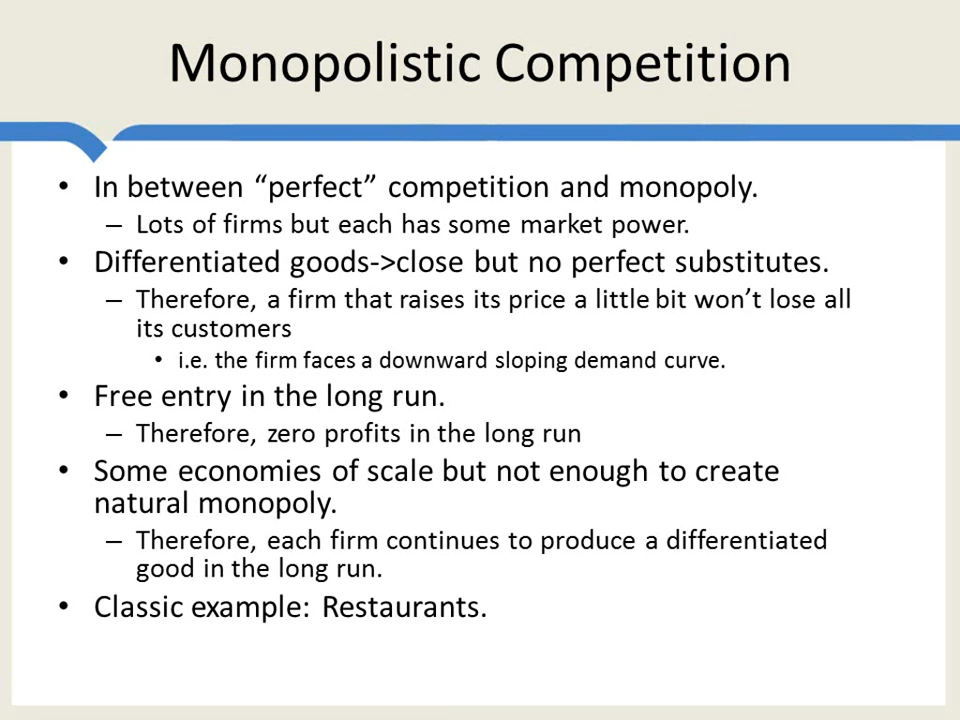 Monopolistic Competition
• In between “perfect” competition and monopoly.
– Lots of firms but each has some market power.
• Differentiated goods->close but no perfect substitutes.
– Therefore, a firm that raises its price a little bit won’t lose all
its customers
• i.e. the firm faces a downward sloping demand curve.
• Free entry in the long run.
– Therefore, zero profits in the long run
• Some economies of scale but not enough to create
natural monopoly.
– Therefore, each firm continues to produce a differentiated
good in the long run.
• Classic example: Restaurants.